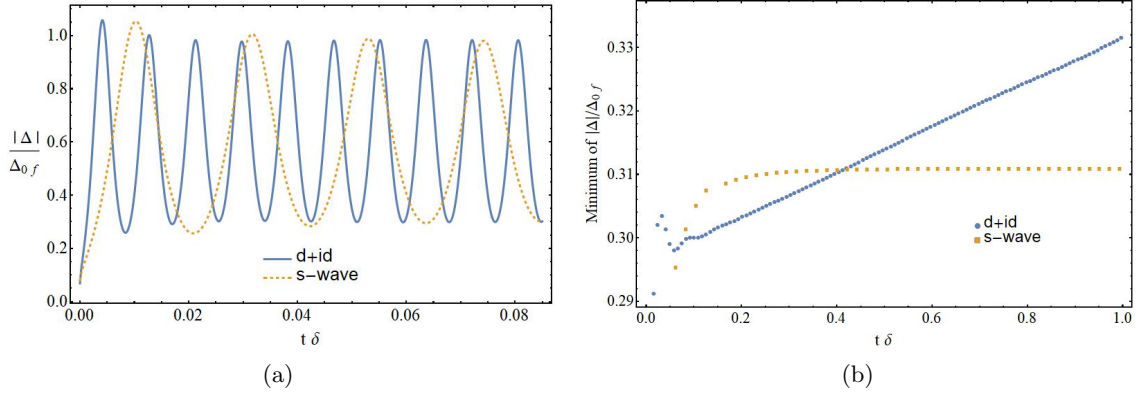 1.0
0.8
0.6
0.4
0.2
0.0
|Δ|
Δ0 f
d+id
s-wave
0.00
0.02
0.04
0.06
0.08
t δ
(a)
Minimum of |Δ|/Δ0 f
0.33
0.32
0.31
0.30
0.29
d+id
s-wave
0.0
0.2
0.4
0.6
0.8
1.0
t δ
(b)